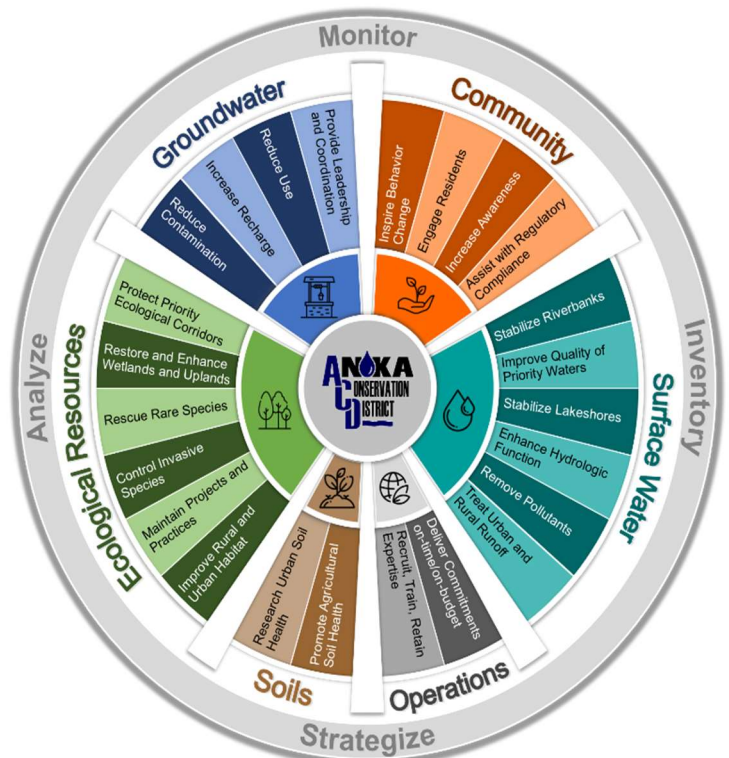 Monitor
Groundwater
Reduce
Contamination
Increase Recharge
Reduce Use
Provide Leadership
and Coordination
Community
Inspire Behavior
Change
Engage Residents
Increase Awareness
Assist with Regulatory
Compliance
Inventory
Surface Water
Stabilize Riverbanks
Improve Quality of
Priority Waters
Stabilize Lakeshores
Enhance Hydrologic
Function
Remove Pollutants
Treat Urban and
Rural Runoff
Operations
Deliver Commitments
on-time/on-budget
Recruit, Train, Retain
Expertise
Strategize
Soils
Promote Agricultural
Soil Health
Research Urban Soil
Health
Ecological Resources
Improve Rural and
Urban Habitat
Maintain Projects and
Practices
Control Invasive
Species
Rescue Rare Species
Restore and Enhance
Wetlands and Uplands
Protect Priority
Ecological Corridors
Analyze
ANOKA
CONSERVATION
DISTRICT